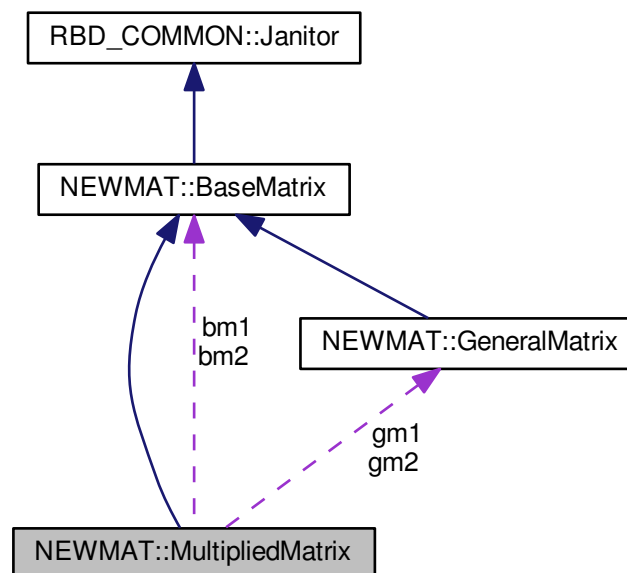 RBD_COMMON::Janitor
NEWMAT::BaseMatrix
bm1
bm2
NEWMAT::GeneralMatrix
gm1
gm2
NEWMAT::MultipliedMatrix